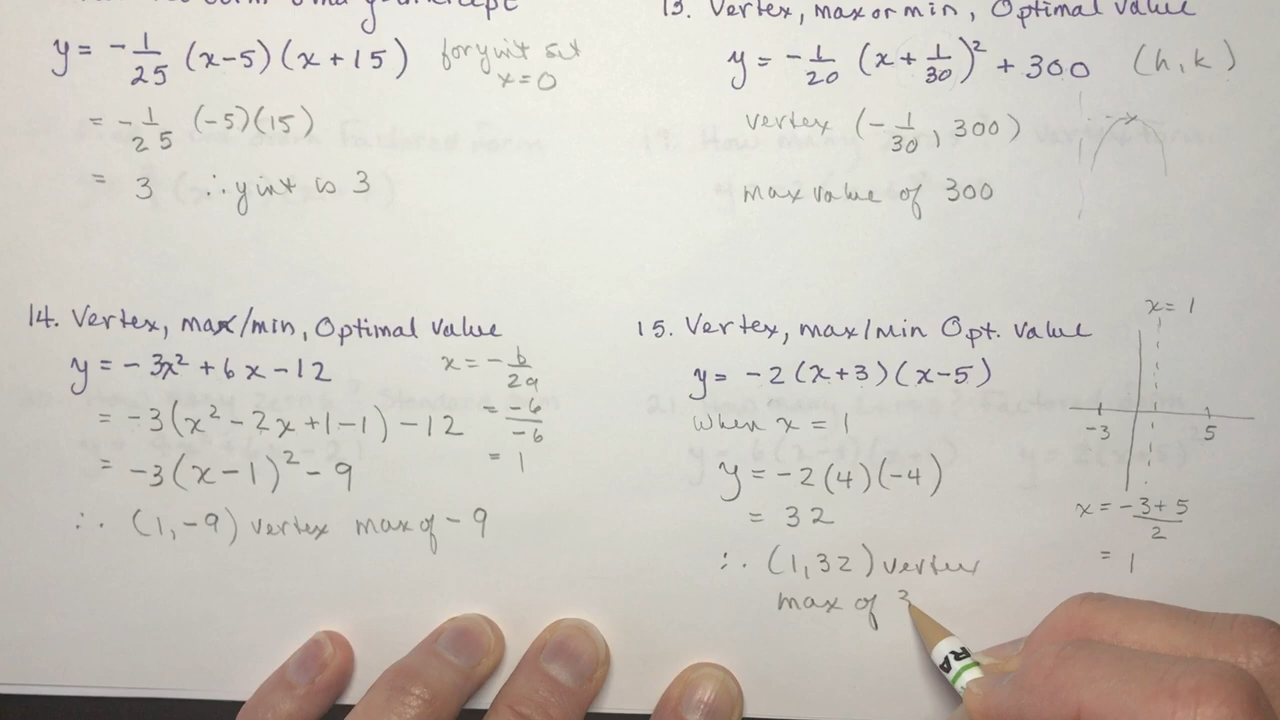 y-intercept
y = -1/25 (x-5)(x+15) for y int set x=0
= -1/25 (-5)(15)
= 3 ∴ y int is 3
13. Vertex, max or min, Optimal Value
y = -1/20 (x + 1/30)² + 300 (h, k)
vertex (-1/30, 300)
max value of 300
14. Vertex, max/min, Optimal Value
y = -3x² + 6x - 12
= -3(x² - 2x + 1 - 1) - 12
= -3(x-1)² - 9
∴ (1, -9) vertex max of -9
x = -b/2a
= -6/-6
= 1
15. Vertex, max/min Opt. Value
y = -2(x+3)(x-5)
when x = 1
y = -2(4)(-4)
= 32
∴ (1, 32) vertex
max of 3
x = 1
-3 5
x = -3+5/2
= 1
RA